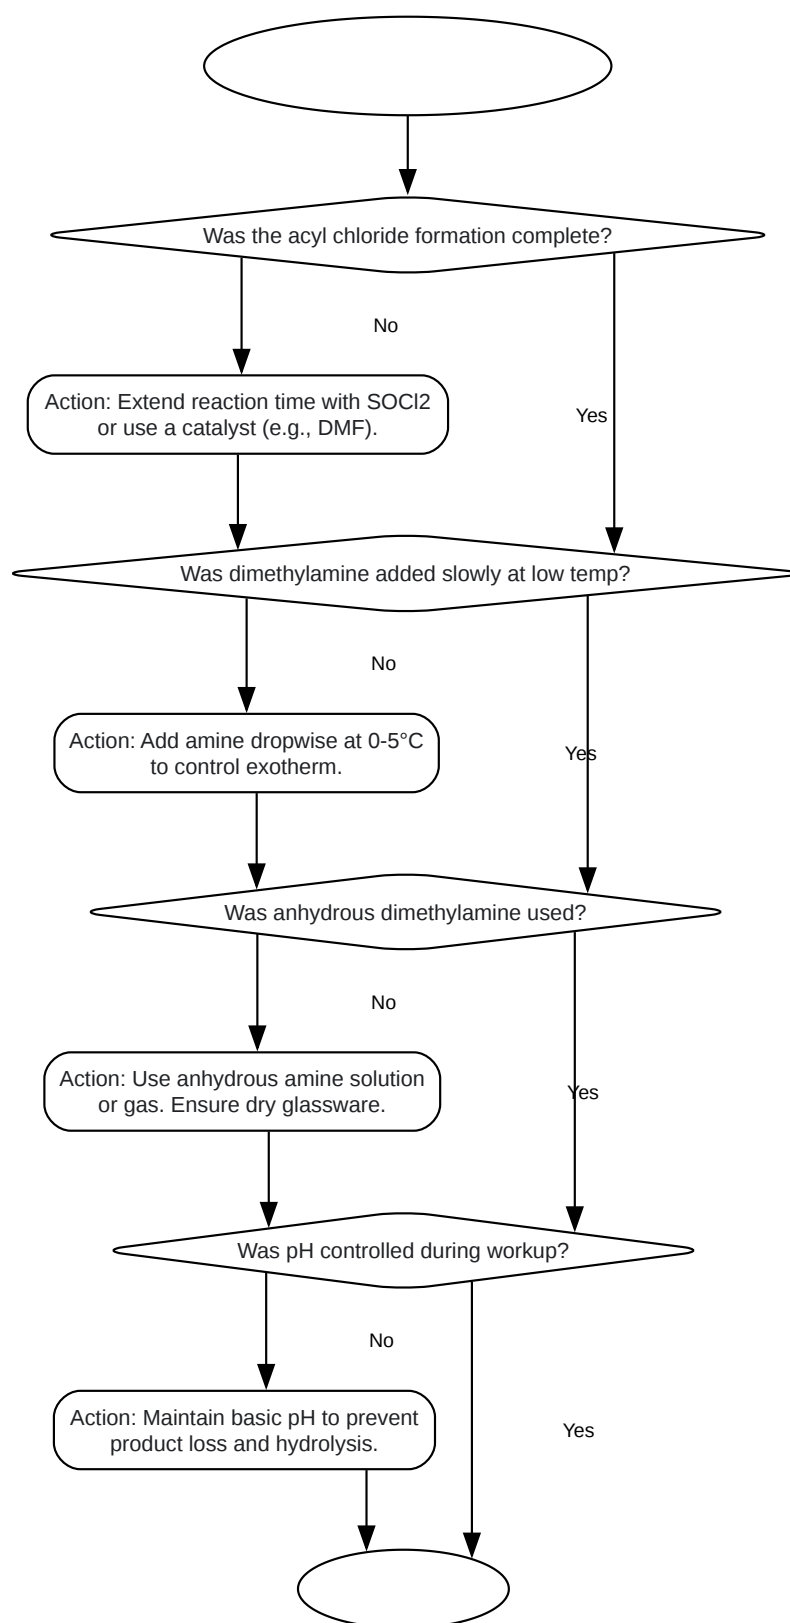 Was the acyl chloride formation complete?
No
Action: Extend reaction time with SOCl2
or use a catalyst (e.g., DMF).
Yes
Was dimethylamine added slowly at low temp?
No
Action: Add amine dropwise at 0-5°C
to control exotherm.
Yes
Was anhydrous dimethylamine used?
No
Action: Use anhydrous amine solution
or gas. Ensure dry glassware.
Yes
Was pH controlled during workup?
No
Action: Maintain basic pH to prevent
product loss and hydrolysis.
Yes